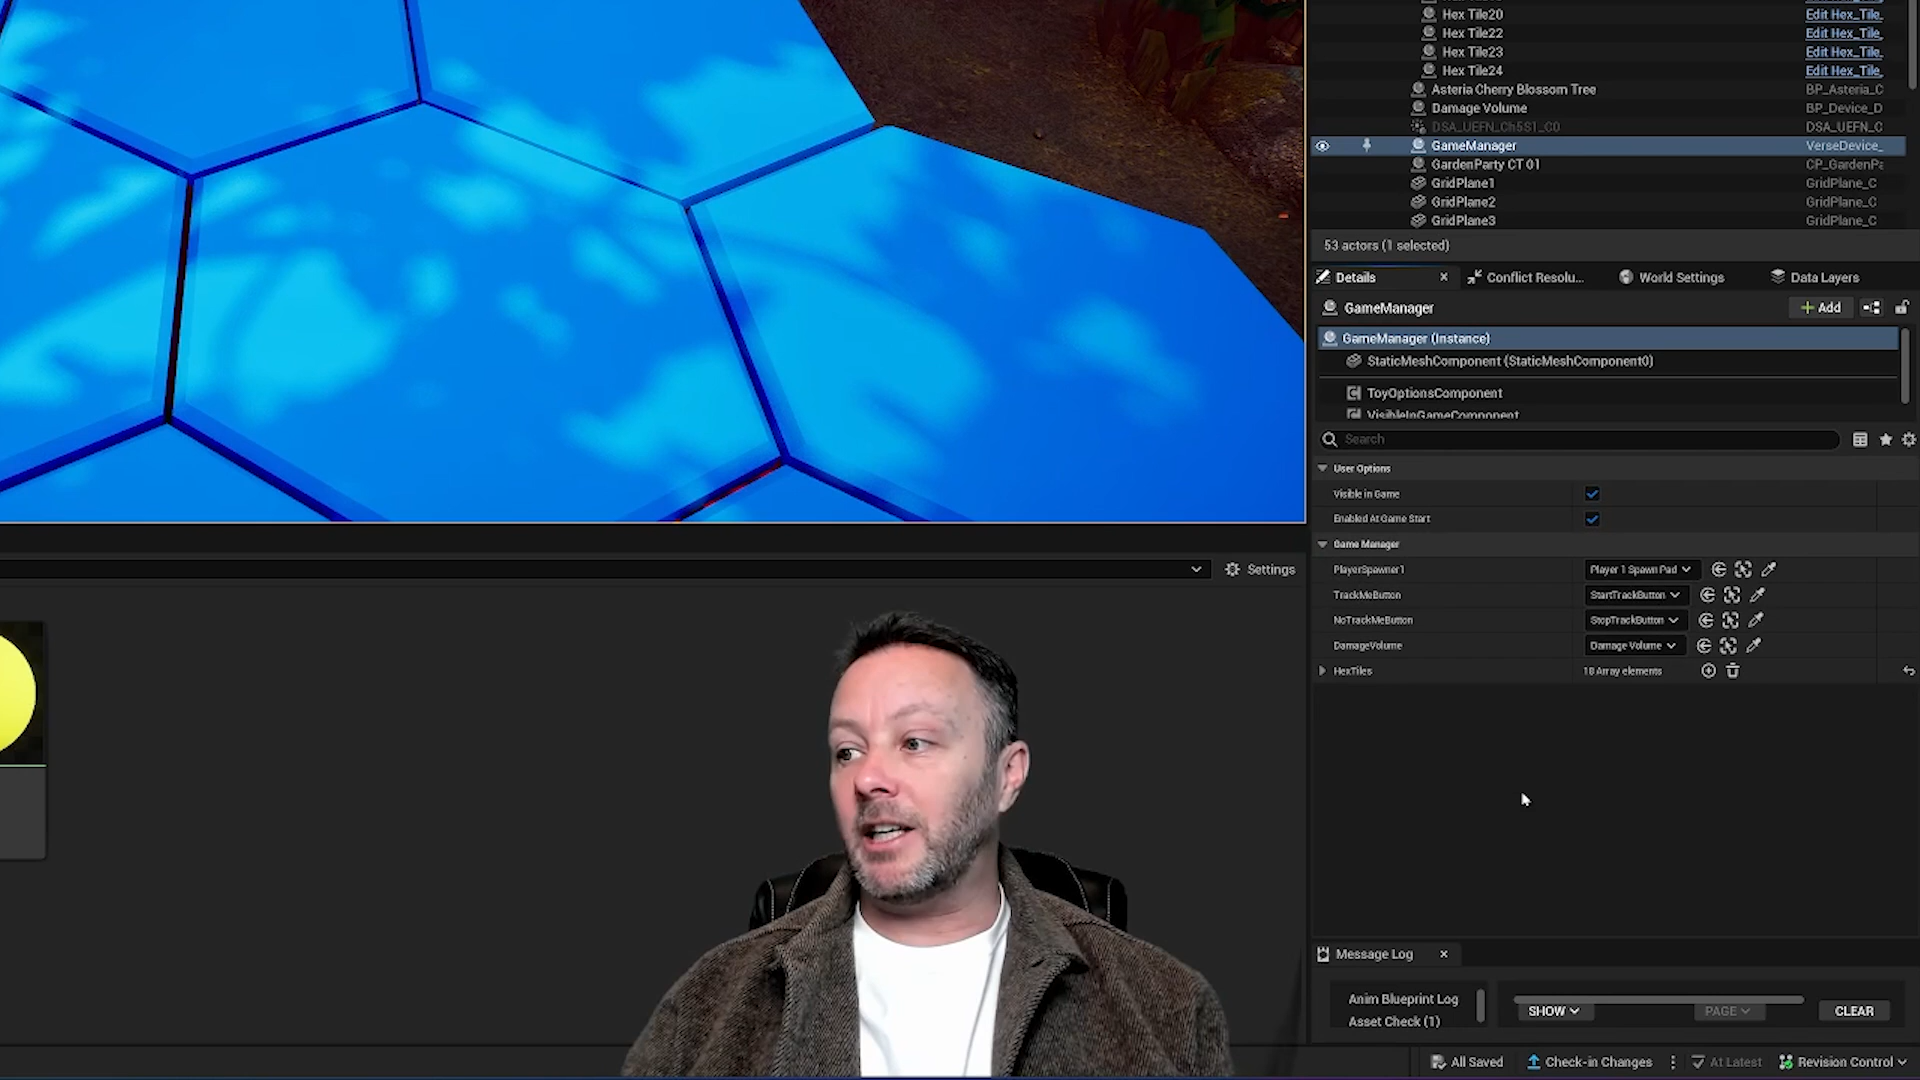 Hex Tile20 Edit Hex_Tile_
Hex Tile22 Edit Hex_Tile_
Hex Tile23 Edit Hex_Tile_
Hex Tile24 Edit Hex_Tile_
Asteria Cherry Blossom Tree BP_Asteria_C
Damage Volume BP_Device_D
DSA_UEFN_Ch5S1_C0 DSA_UEFN_C
GameManager VerseDevice_
GardenParty CT 01 CP_GardenPa
GridPlane1 GridPlane_C
GridPlane2 GridPlane_C
GridPlane3 GridPlane_C
53 actors (1 selected)
Details Conflict Resolu... World Settings Data Layers
GameManager + Add
GameManager (Instance)
StaticMeshComponent (StaticMeshComponent0)
ToyOptionsComponent
VisibleInGameComponent
Search
User Options
Visible in Game
Enabled At Game Start
Game Manager
PlayerSpawner1 Player 1 Spawn Pad
TrackMeButton StartTrackButton
NoTrackMeButton StopTrackButton
DamageVolume Damage Volume
HexTiles 18 Array elements
Settings
Message Log
Anim Blueprint Log
Asset Check (1)
SHOW PAGE CLEAR
All Saved Check-in Changes At Latest Revision Control